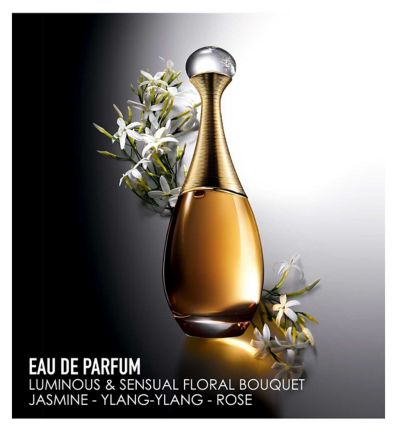 EAU DE PARFUM
LUMINOUS & SENSUAL FLORAL BOUQUET
JASMINE - YLANG-YLANG - ROSE